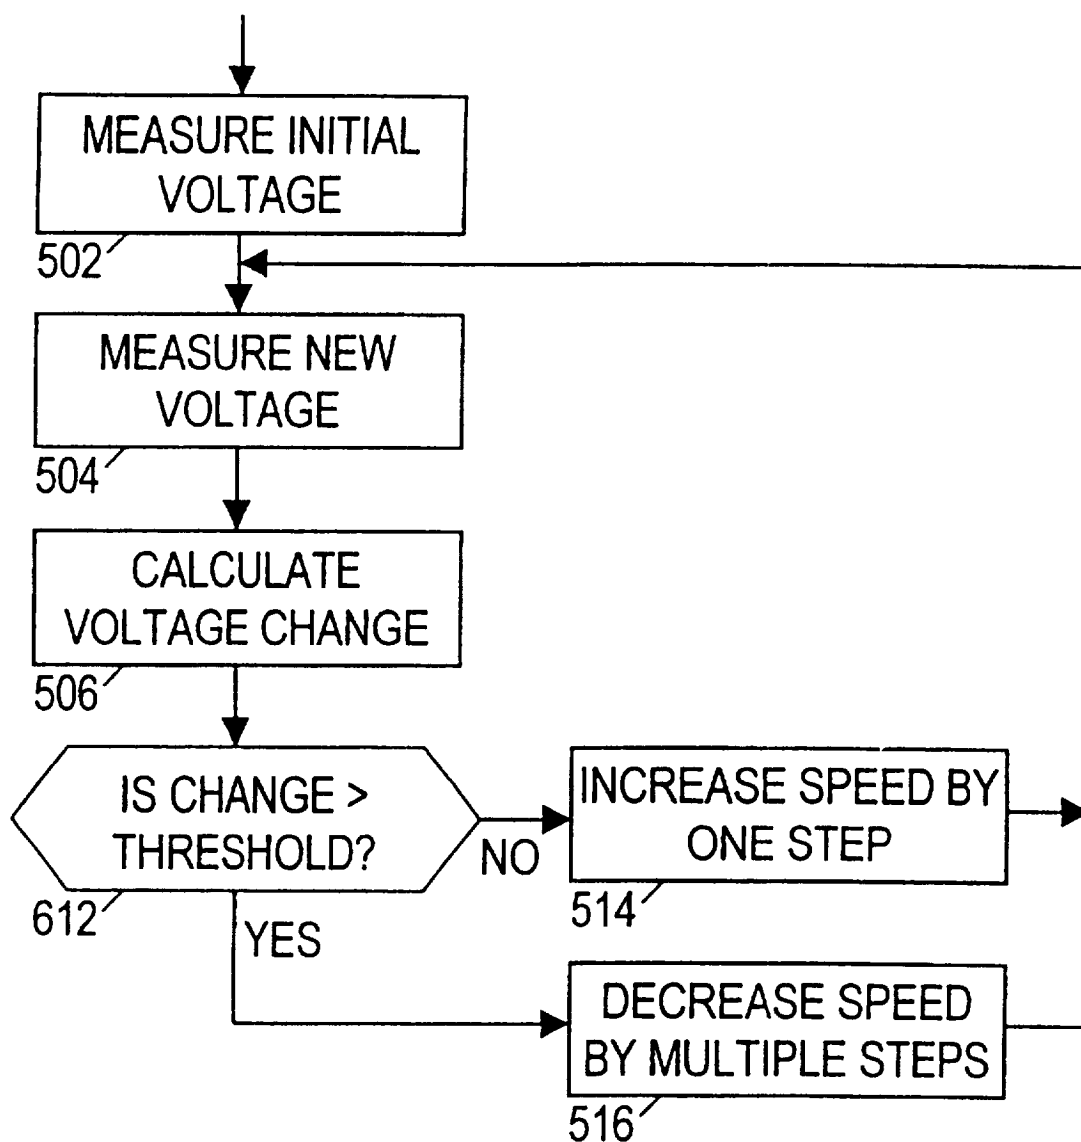 MEASURE INITIAL
VOLTAGE
502
MEASURE NEW
VOLTAGE
504
CALCULATE
VOLTAGE CHANGE
506
IS CHANGE >
THRESHOLD?
612
NO
INCREASE SPEED BY
ONE STEP
514
YES
DECREASE SPEED
BY MULTIPLE STEPS
516